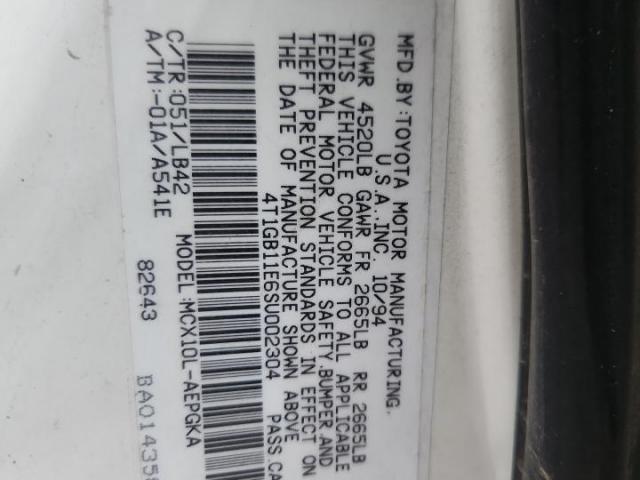 MFD.BY:TOYOTA MOTOR MANUFACTURING,
U.S.A.,INC. 10/94
GVWR 4520LB GAWR FR 2665LB RR 2665LB
THIS VEHICLE CONFORMS TO ALL APPLICABLE
FEDERAL MOTOR VEHICLE SAFETY,BUMPER,AND
THEFT PREVENTION STANDARDS IN EFFECT ON
THE DATE OF MANUFACTURE SHOWN ABOVE.
4T1GB11E6SU002304 PASS.CA
C/TR:051/LB42 MODEL:MCX10L-AEPGKA
A/TM:-01A/A541E
82643 BA01435